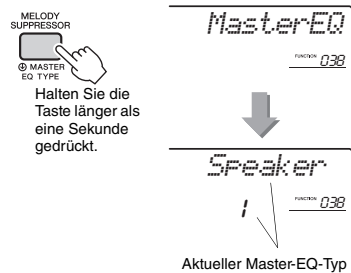 MELODY
SUPPRESSOR
MASTER
EQ TYPE
Halten Sie die
Taste länger als
eine Sekunde
gedrückt.
MasterEQ
FUNCTION 038
Speaker
1 FUNCTION 038
Aktueller Master-EQ-Typ